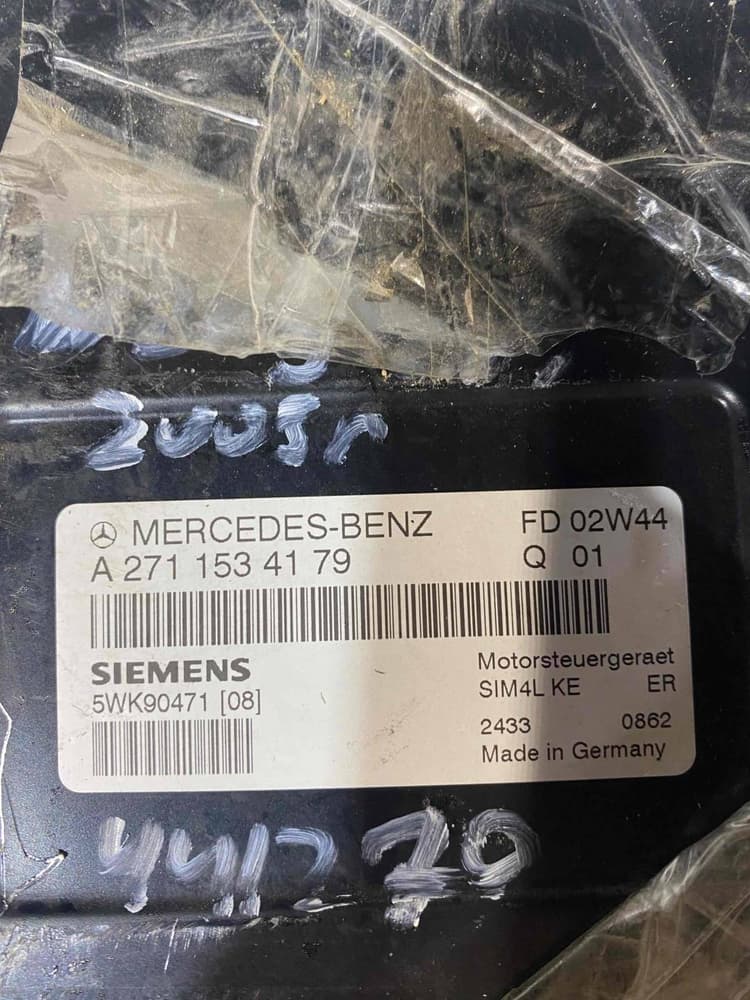 2005r
MERCEDES-BENZ FD 02W44
A 271 153 41 79 Q 01
SIEMENS Motorsteuergeraet
5WK90471 [08] SIM4L KE ER
2433 0862
Made in Germany